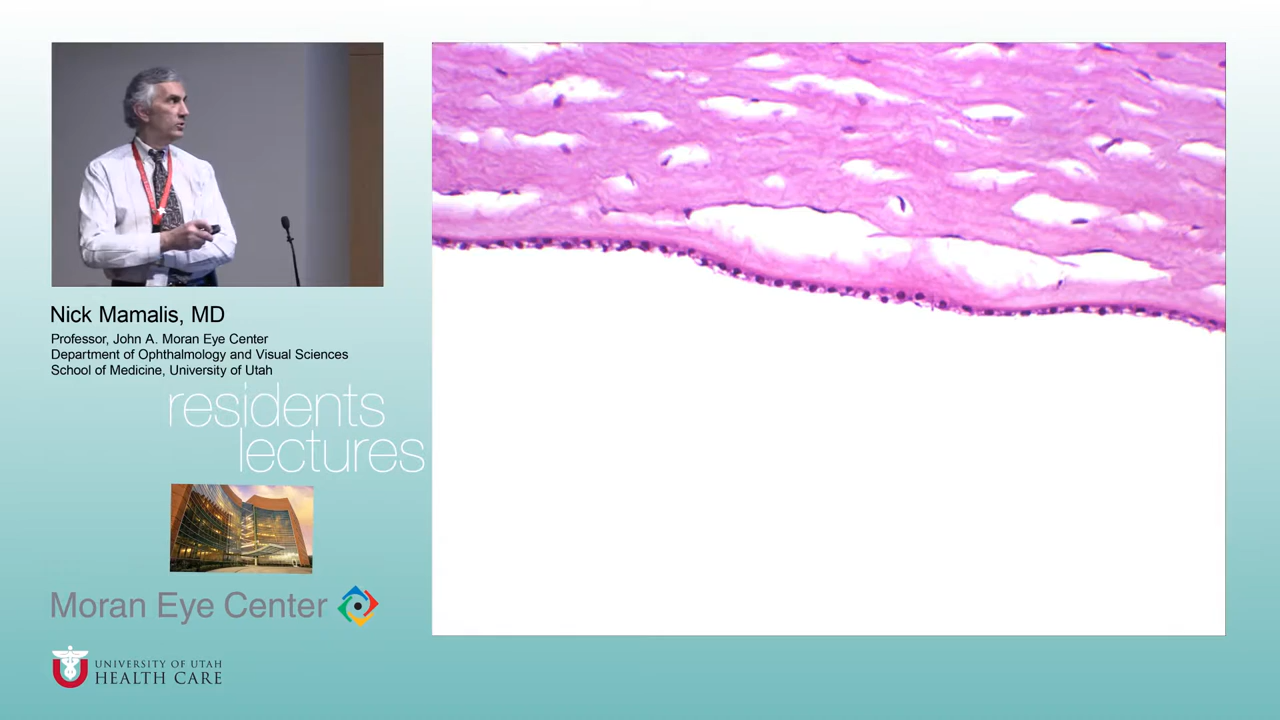 Nick Mamalis, MD
Professor, John A. Moran Eye Center
Department of Ophthalmology and Visual Sciences
School of Medicine, University of Utah
residents
lectures
Moran Eye Center
U
UNIVERSITY OF UTAH
HEALTH CARE